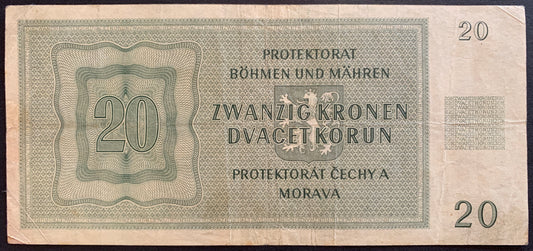 20
PROTEKTORAT
BÖHMEN UND MÄHREN
20
ZWANZIG KRONEN
DVACET KORUN
PROTEKTORÁT ČECHY A
MORAVA
20